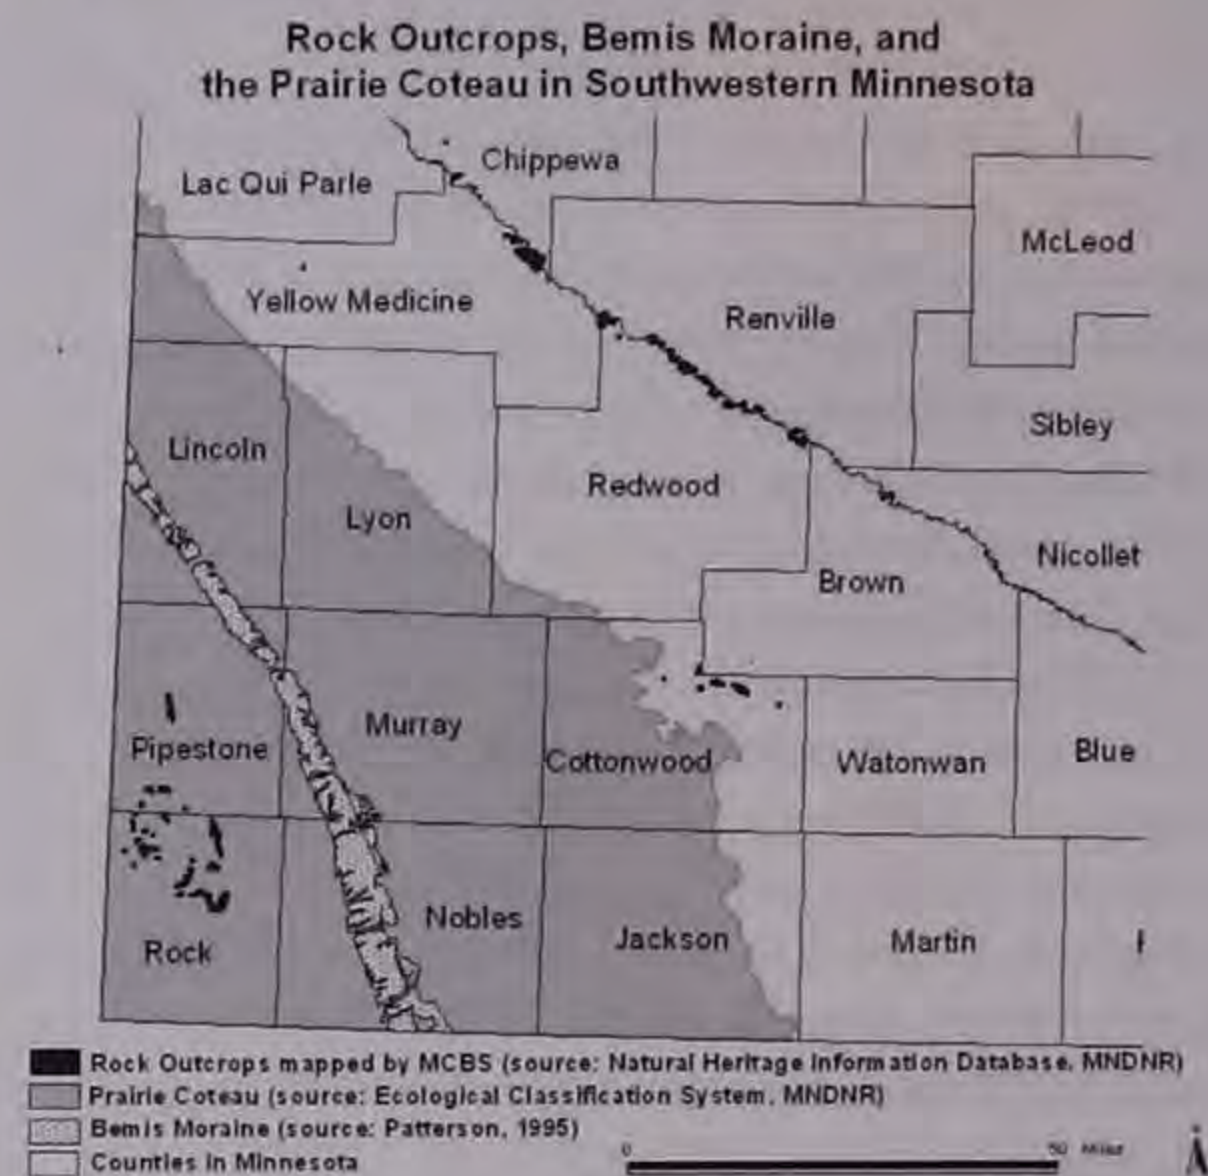 Rock Outcrops, Bemis Moraine, and
the Prairie Coteau in Southwestern Minnesota
Chippewa
Lac Qui Parle
McLeod
Yellow Medicine
Renville
Sibley
Lincoln
Redwood
Lyon
Nicollet
Brown
Murray
Pipestone
Cottonwood
Watonwan
Blue
Nobles
Jackson
Martin
Rock
Rock Outcrops mapped by MCBS (source: Natural Heritage Information Database, MNDNR)
Prairie Coteau (source: Ecological Classification System, MNDNR)
Bemis Moraine (source: Patterson, 1995)
Counties in Minnesota
0 50 Miles